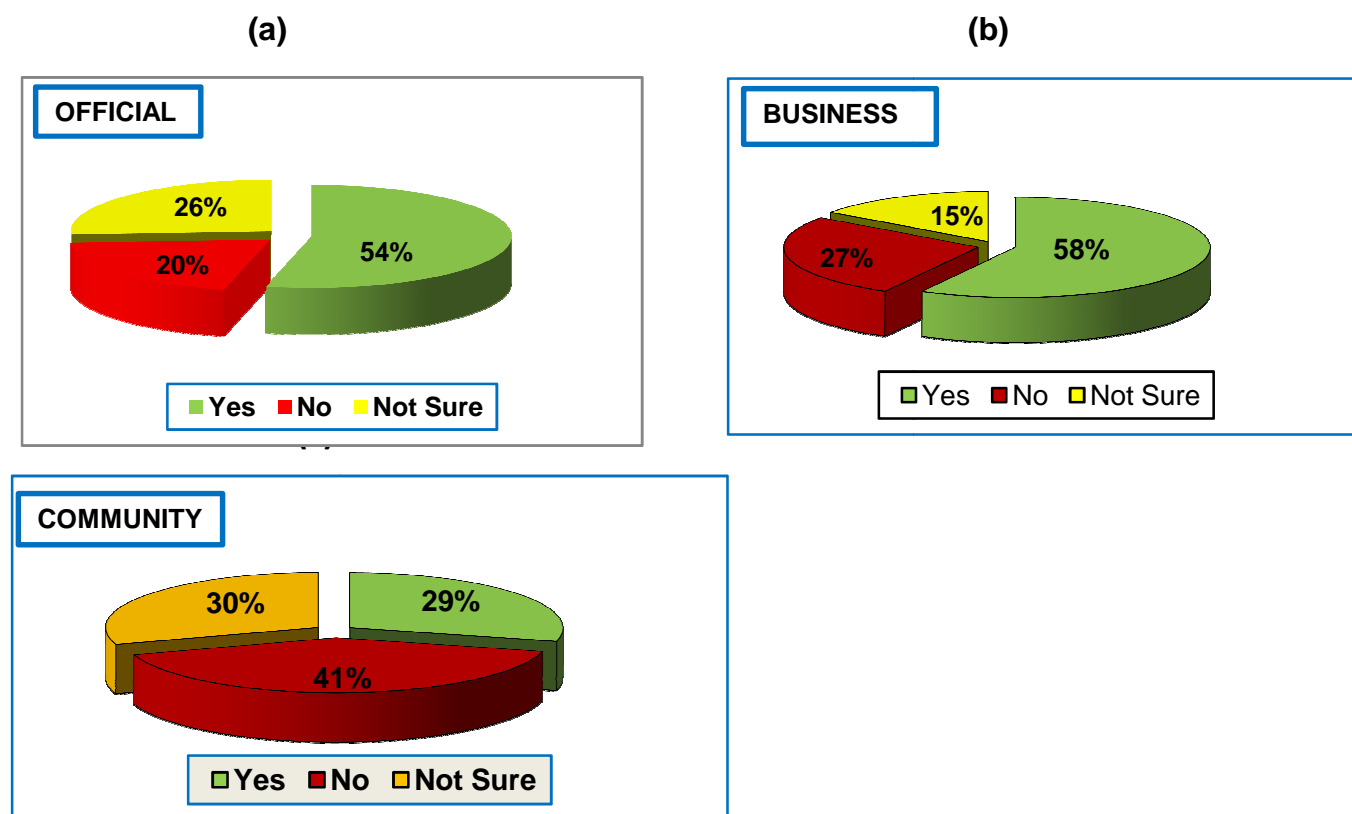 (a)
(b)
OFFICIAL
26%
20%
54%
Yes No Not Sure
BUSINESS
15%
27%
58%
Yes No Not Sure
COMMUNITY
30%
29%
41%
Yes No Not Sure